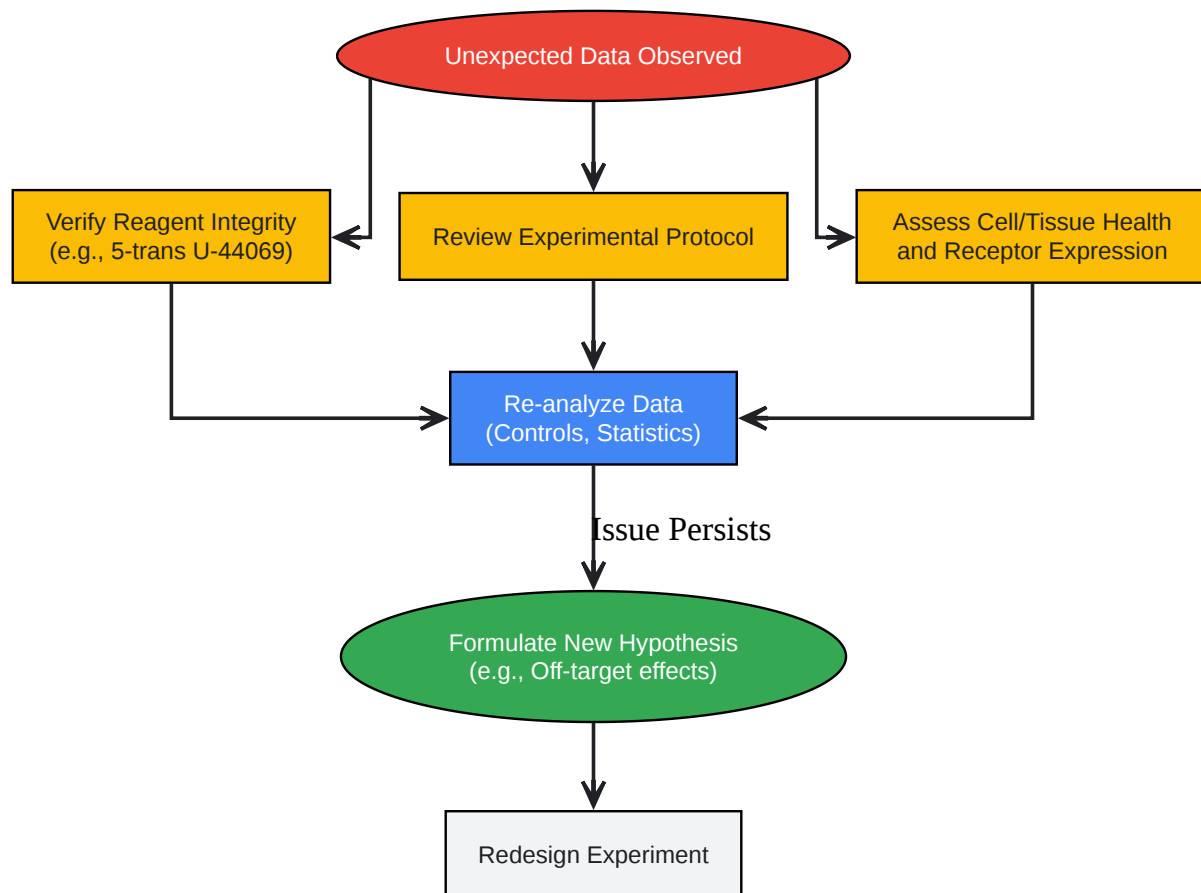 Unexpected Data Observed
Verify Reagent Integrity
(e.g., 5-trans U-44069)
Review Experimental Protocol
Assess Cell/Tissue Health
and Receptor Expression
Re-analyze Data
(Controls, Statistics)
Issue Persists
Formulate New Hypothesis
(e.g., Off-target effects)
Redesign Experiment